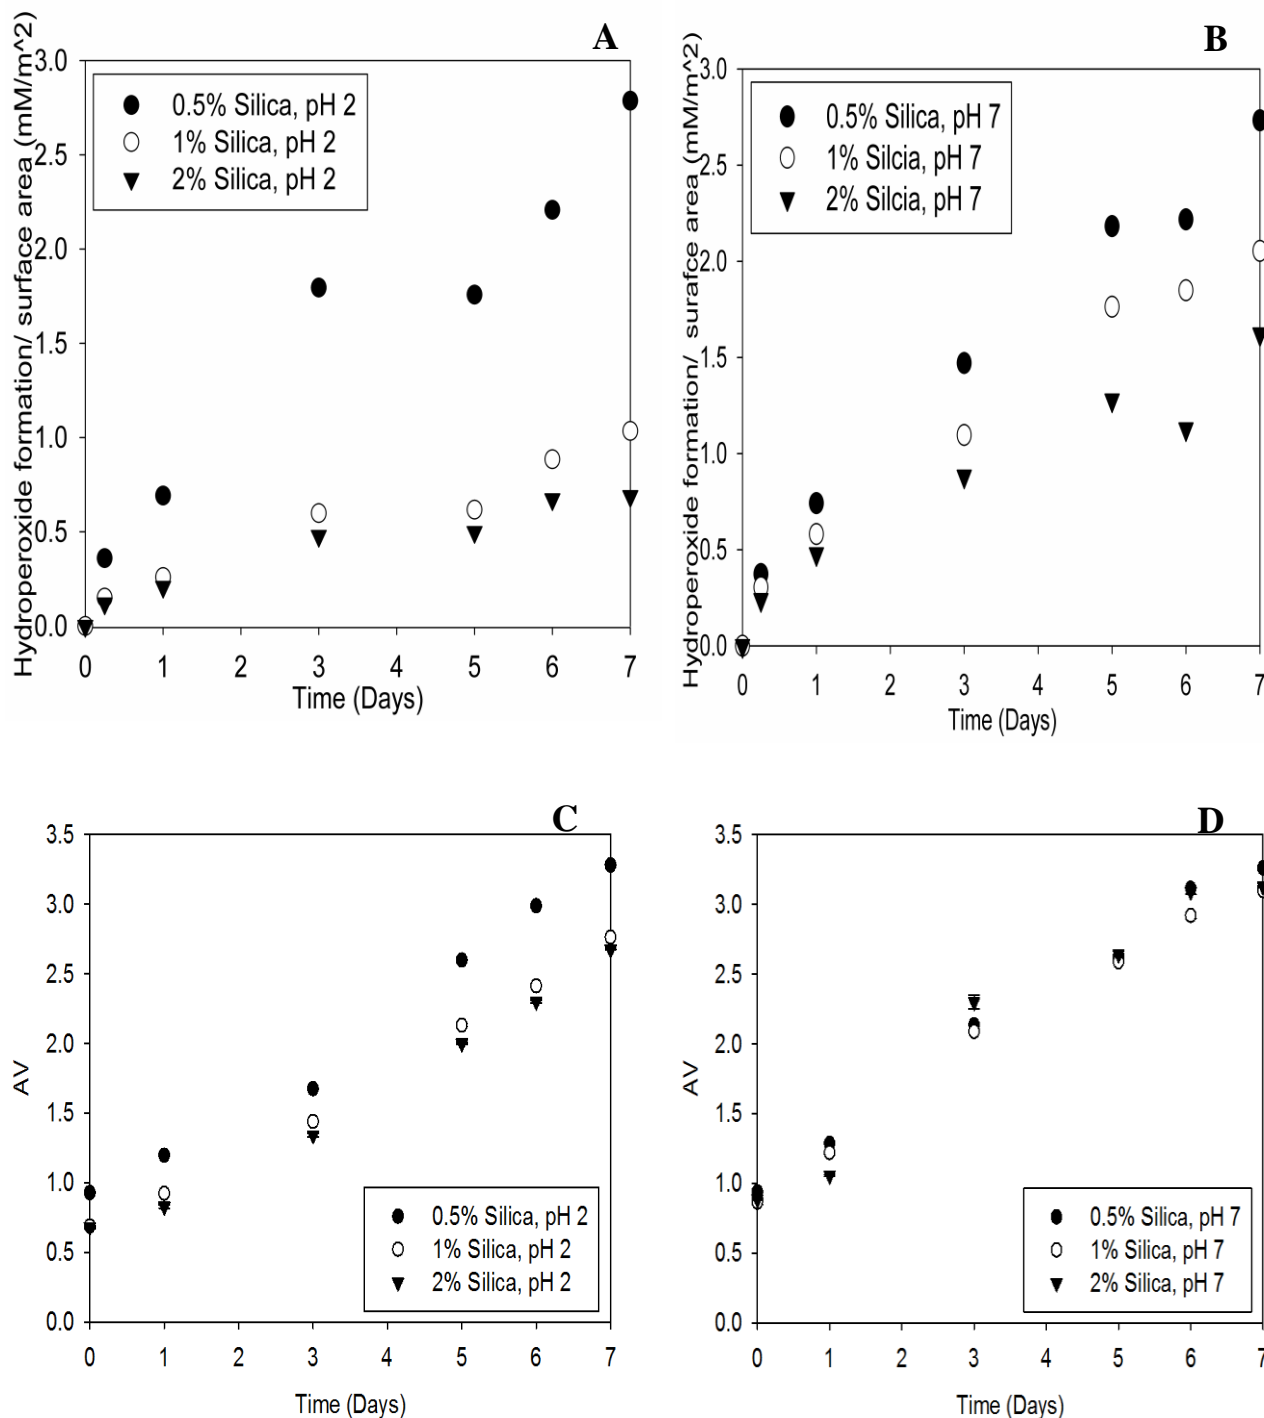 A
Hydroperoxide formation/ surface area (mM/m^2)
3.0
2.5
2.0
1.5
1.0
0.5
0.0
0.5% Silica, pH 2
1% Silica, pH 2
2% Silica, pH 2
0 1 2 3 4 5 6 7
Time (Days)
B
Hydroperoxide formation/ surafce area (mM/m^2)
3.0
2.5
2.0
1.5
1.0
0.5
0.0
0.5% Silica, pH 7
1% Silcia, pH 7
2% Silcia, pH 7
0 1 2 3 4 5 6 7
Time (Days)
C
AV
3.5
3.0
2.5
2.0
1.5
1.0
0.5
0.0
0.5% Silica, pH 2
1% Silica, pH 2
2% Silica, pH 2
0 1 2 3 4 5 6 7
Time (Days)
D
AV
3.5
3.0
2.5
2.0
1.5
1.0
0.5
0.0
0.5% Silica, pH 7
1% Silica, pH 7
2% Silica, pH 7
0 1 2 3 4 5 6 7
Time (Days)